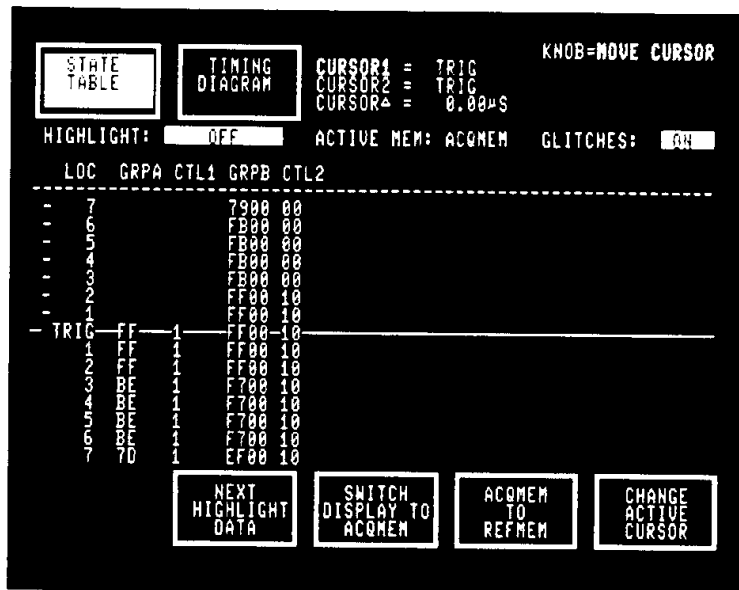 KNOB=MOVE CURSOR
STATE TABLE
TIMING DIAGRAM
CURSOR1 = TRIG
CURSOR2 = TRIG
CURSOR△ = 0.00µS
HIGHLIGHT: OFF ACTIVE MEM: ACQMEM GLITCHES: ON
LOC GRPA CTL1 GRPB CTL2
- 7 7900 00
- 6 FB00 00
- 5 FB00 00
- 4 FB00 00
- 3 FB00 00
- 2 FF00 10
- 1 FF00 10
- TRIG FF 1 FF00 10
1 FF 1 FF00 10
2 FF 1 FF00 10
3 BE 1 F700 10
4 BE 1 F700 10
5 BE 1 F700 10
6 BE 1 F700 10
7 7D 1 EF00 10
NEXT HIGHLIGHT DATA
SWITCH DISPLAY TO ACQMEM
ACQMEM TO REFMEM
CHANGE ACTIVE CURSOR